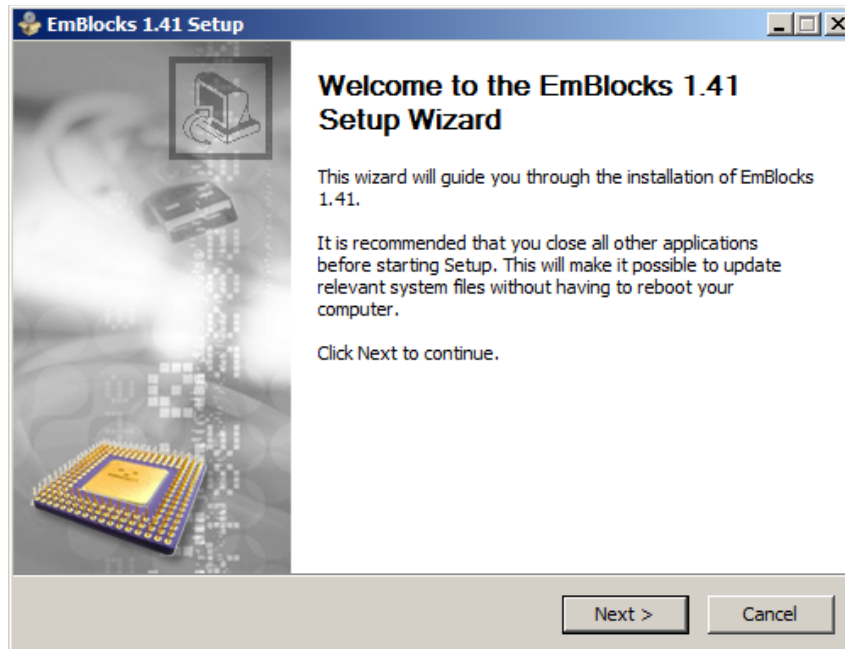 EmBlocks 1.41 Setup
Welcome to the EmBlocks 1.41
Setup Wizard
This wizard will guide you through the installation of EmBlocks
1.41.
It is recommended that you close all other applications
before starting Setup. This will make it possible to update
relevant system files without having to reboot your
computer.
Click Next to continue.
Next >
Cancel